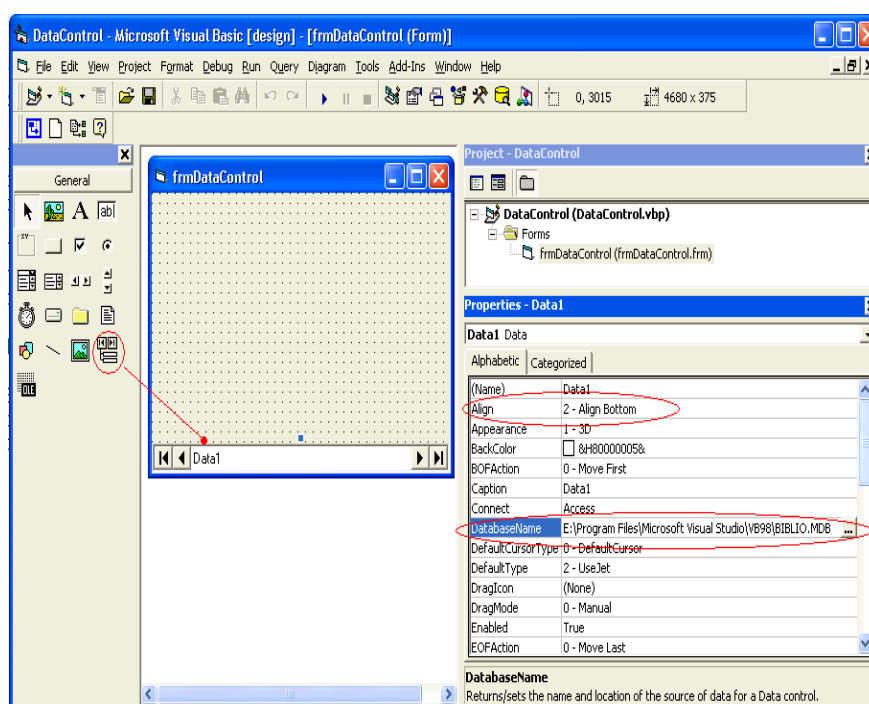 DataControl - Microsoft Visual Basic [design] - [frmDataControl (Form)]
File Edit View Project Format Debug Run Query Diagram Tools Add-Ins Window Help
0, 3015 4680 x 375
General
A ab|
XY
OLE
frmDataControl
Data1
Project - DataControl
DataControl (DataControl.vbp)
Forms
frmDataControl (frmDataControl.frm)
Properties - Data1
Data1 Data
Alphabetic Categorized
(Name) Data1
Align 2 - Align Bottom
Appearance 1 - 3D
BackColor &H80000005&
BOFAction 0 - Move First
Caption Data1
Connect Access
DatabaseName E:\Program Files\Microsoft Visual Studio\VB98\BIBLIO.MDB ...
DefaultCursorType 0 - DefaultCursor
DefaultType 2 - UseJet
DragIcon (None)
DragMode 0 - Manual
Enabled True
EOFAction 0 - Move Last
DatabaseName
Returns/sets the name and location of the source of data for a Data control.